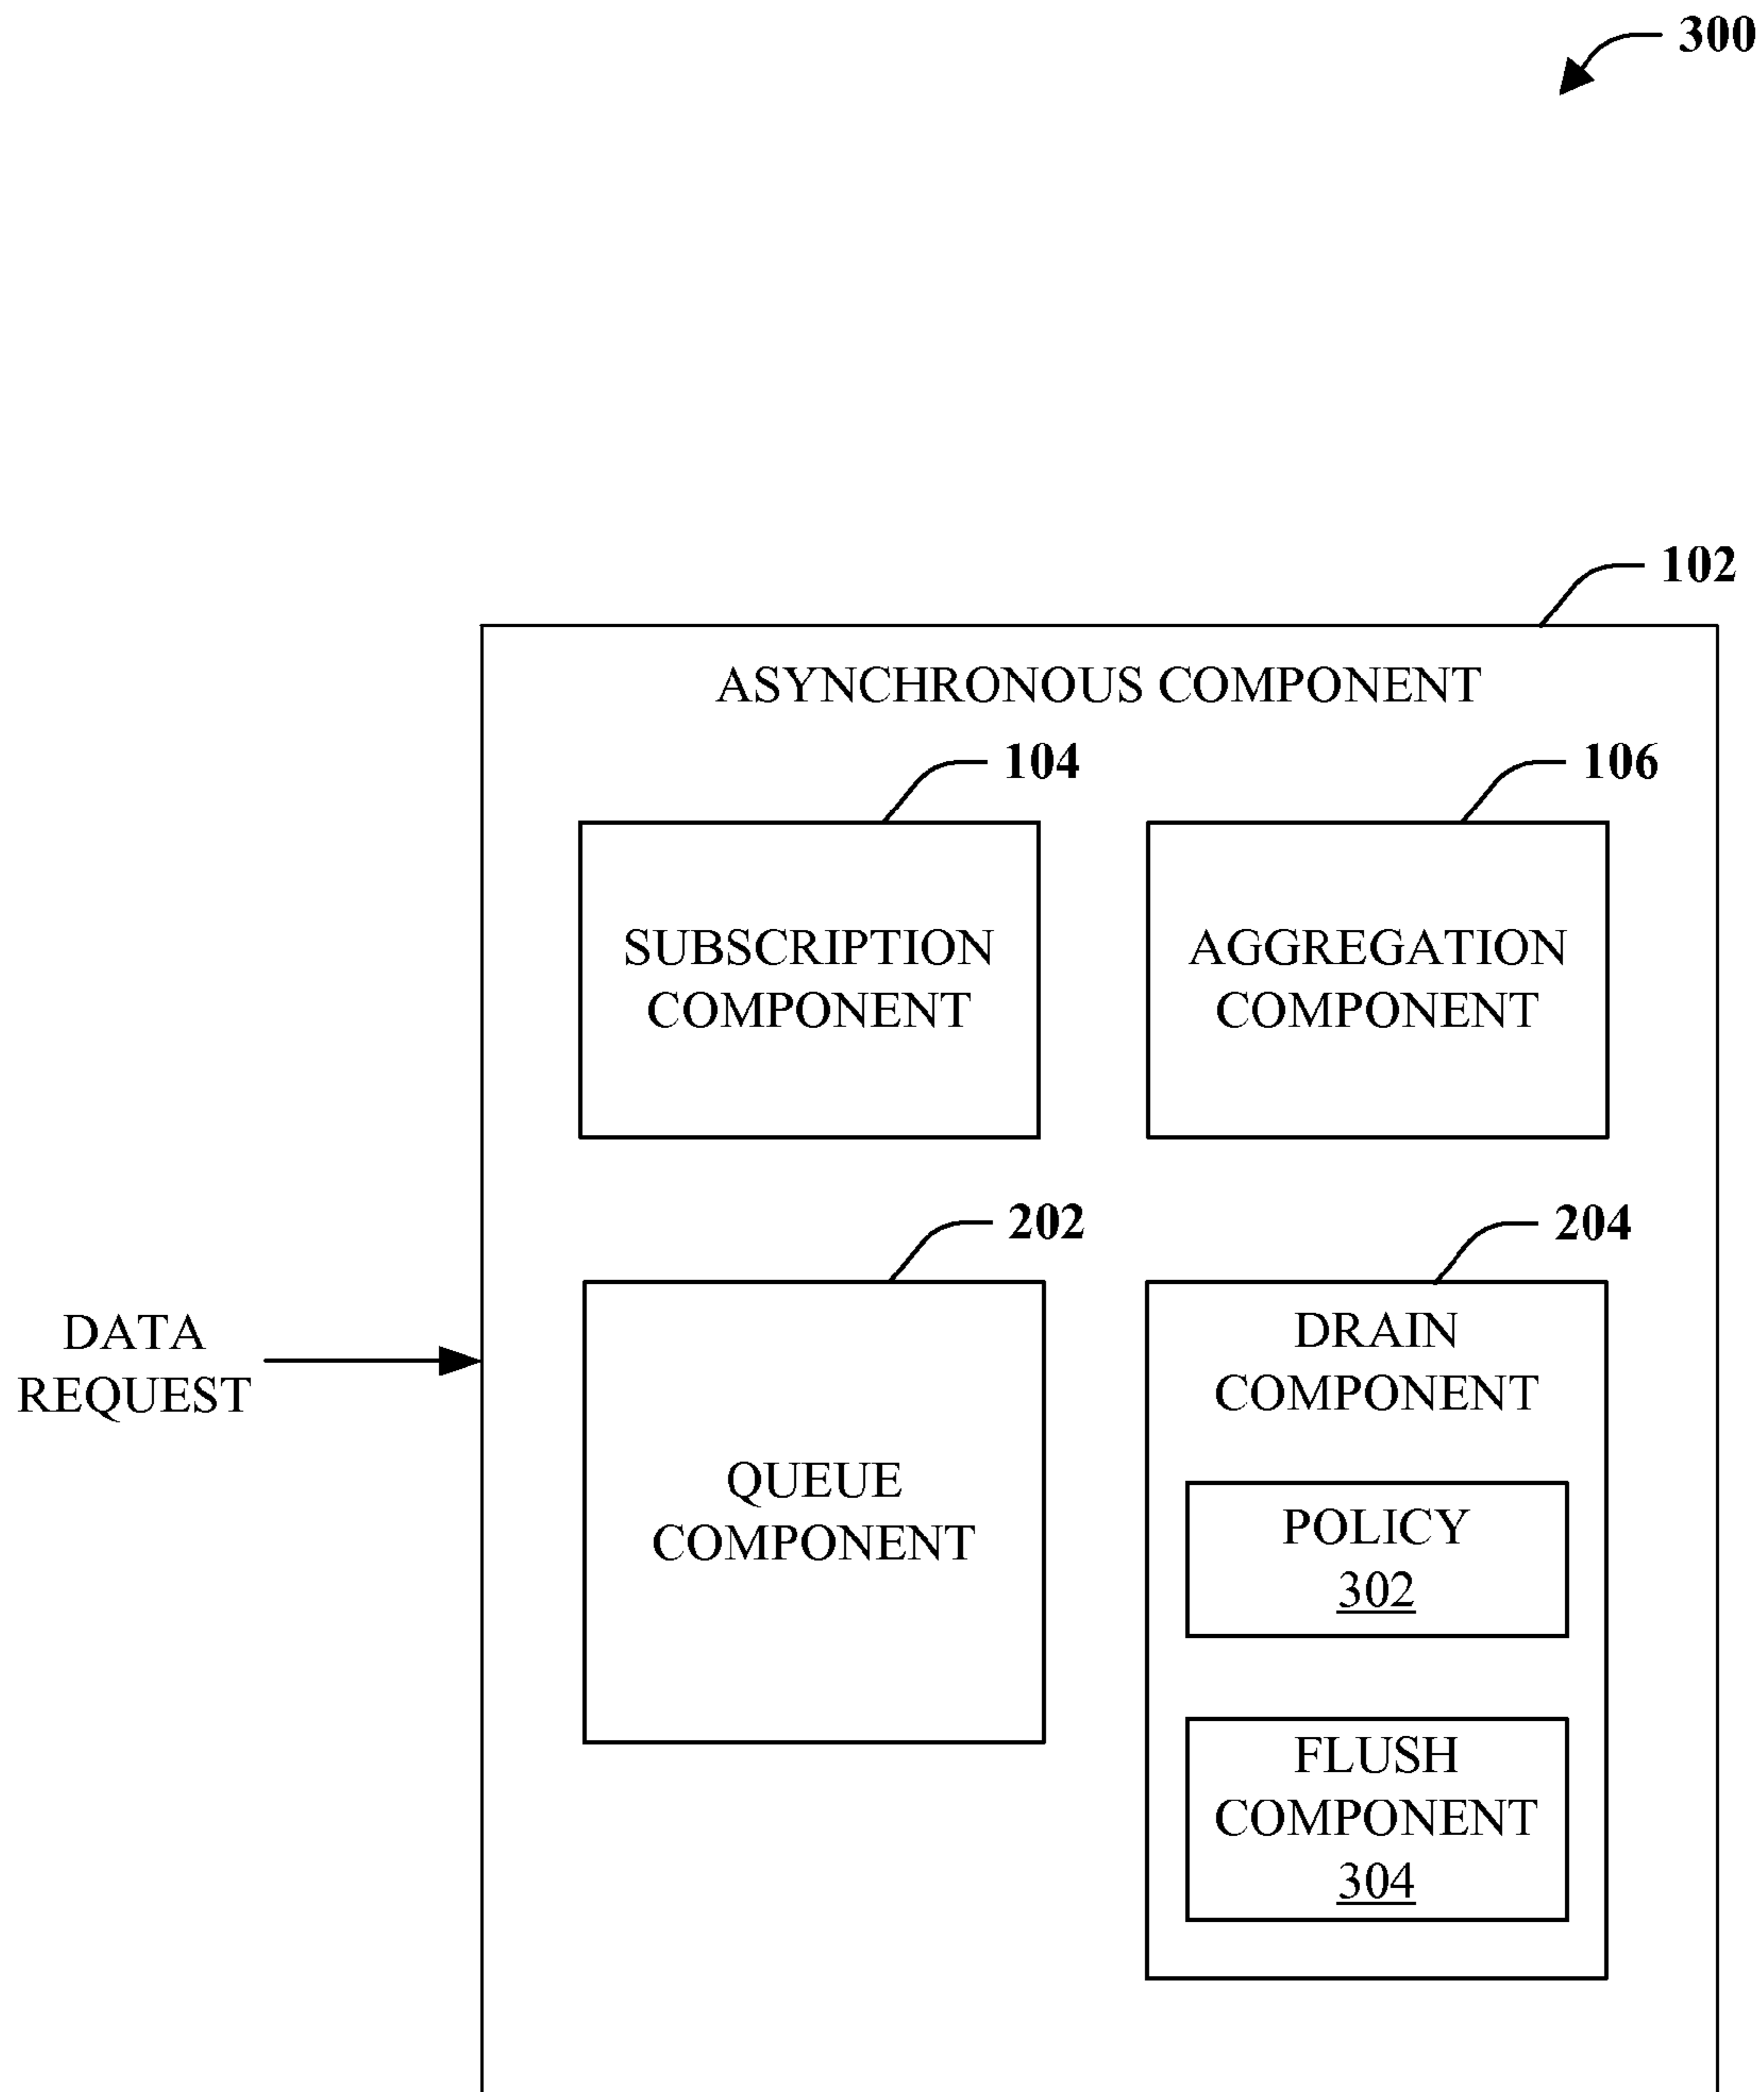 300
102
ASYNCHRONOUS COMPONENT
104
106
SUBSCRIPTION
COMPONENT
AGGREGATION
COMPONENT
202
204
DATA
REQUEST
QUEUE
COMPONENT
DRAIN
COMPONENT
POLICY
302
FLUSH
COMPONENT
304